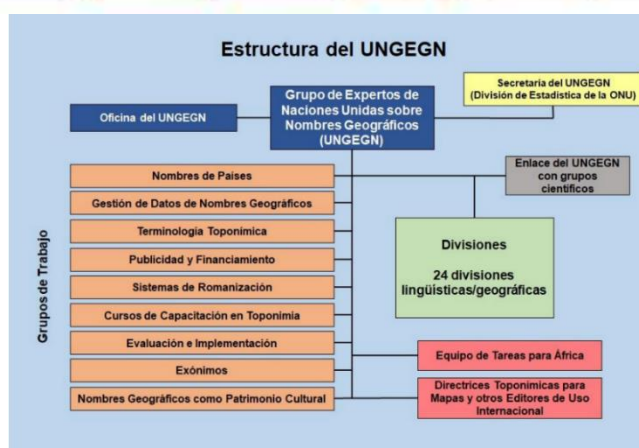 Estructura del UNGEGN
Grupo de Expertos de
Naciones Unidas sobre
Nombres Geográficos
(UNGEGN)
Secretaria del UNGEGN
(División de Estadística de la ONU)
Oficina del UNGEGN
Enlace del UNGEGN
con grupos
científicos
Grupos de Trabajo
Nombres de Países
Gestión de Datos de Nombres Geográficos
Terminología Toponímica
Publicidad y Financiamiento
Sistemas de Romanización
Cursos de Capacitación en Toponimia
Evaluación e Implementación
Exónimos
Nombres Geográficos como Patrimonio Cultural
Divisiones
24 divisiones
lingüísticas/geográficas
Equipo de Tareas para África
Directrices Toponímicas para
Mapas y otros Editores de Uso
Internacional